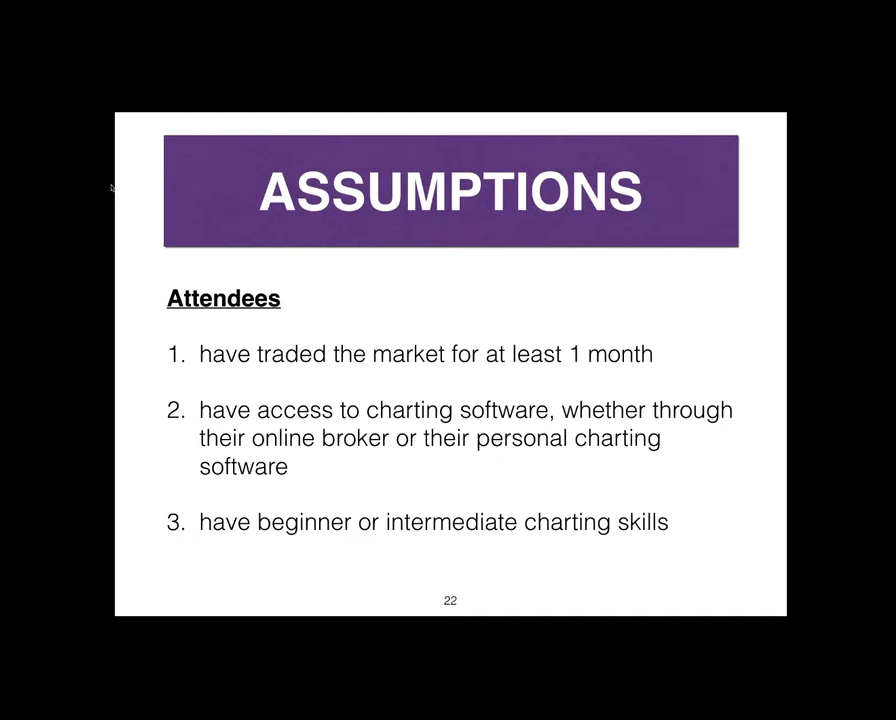 ASSUMPTIONS
Attendees
1. have traded the market for at least 1 month
2. have access to charting software, whether through
their online broker or their personal charting
software
3. have beginner or intermediate charting skills
22